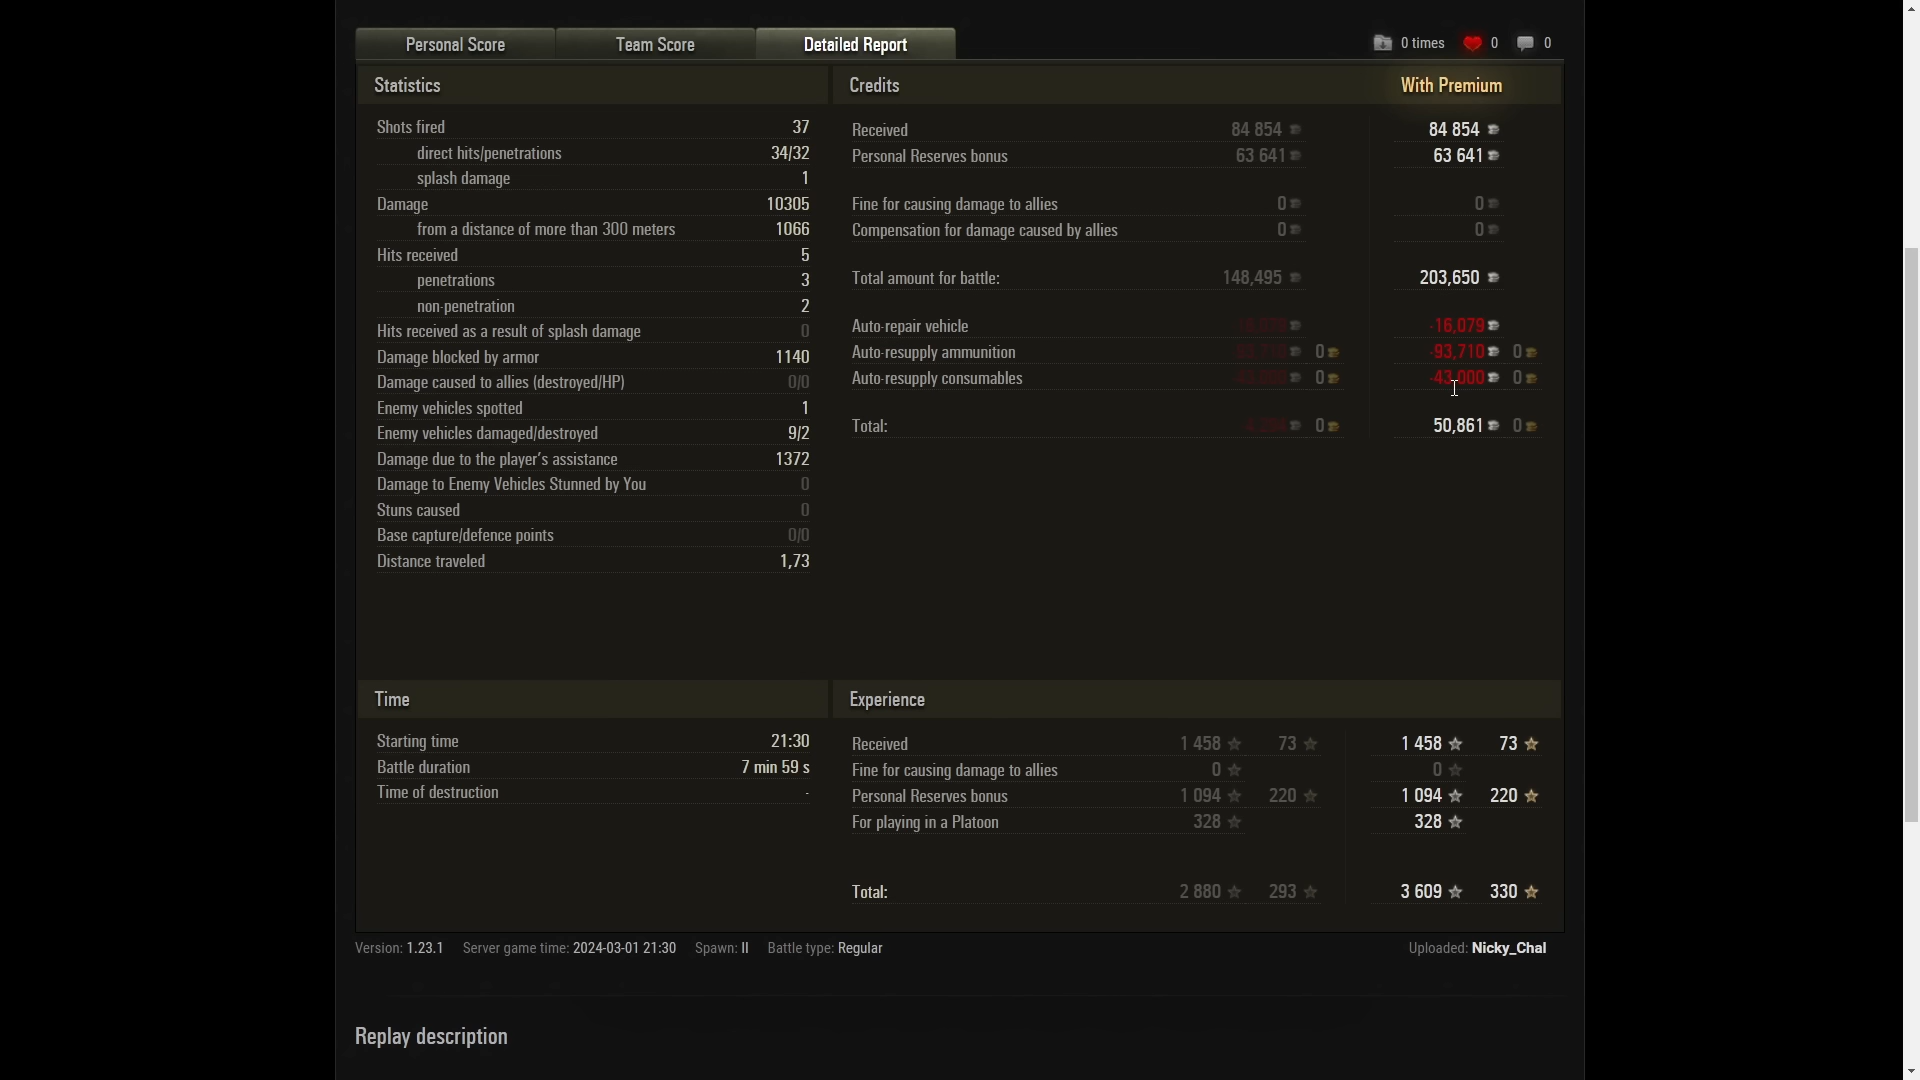 Personal Score Team Score Detailed Report 0 times 0 0
Statistics
Shots fired 37
direct hits/penetrations 34/32
splash damage 1
Damage 10305
from a distance of more than 300 meters 1066
Hits received 5
penetrations 3
non-penetration 2
Hits received as a result of splash damage 0
Damage blocked by armor 1140
Damage caused to allies (destroyed/HP) 0/0
Enemy vehicles spotted 1
Enemy vehicles damaged/destroyed 9/2
Damage due to the player's assistance 1372
Damage to Enemy Vehicles Stunned by You 0
Stuns caused 0
Base capture/defence points 0/0
Distance traveled 1,73
Credits With Premium
Received 84 854 84 854
Personal Reserves bonus 63 641 63 641
Fine for causing damage to allies 0 0
Compensation for damage caused by allies 0 0
Total amount for battle: 148,495 203,650
Auto-repair vehicle -16,079
Auto-resupply ammunition 0 -93,710 0
Auto-resupply consumables 0 -43,000 0
Total: 0 50,861 0
Time
Starting time 21:30
Battle duration 7 min 59 s
Time of destruction -
Experience
Received 1 458 73 1 458 73
Fine for causing damage to allies 0 0
Personal Reserves bonus 1 094 220 1 094 220
For playing in a Platoon 328 328
Total: 2 880 293 3 609 330
Version: 1.23.1 Server game time: 2024-03-01 21:30 Spawn: II Battle type: Regular Uploaded: Nicky_Chal
Replay description